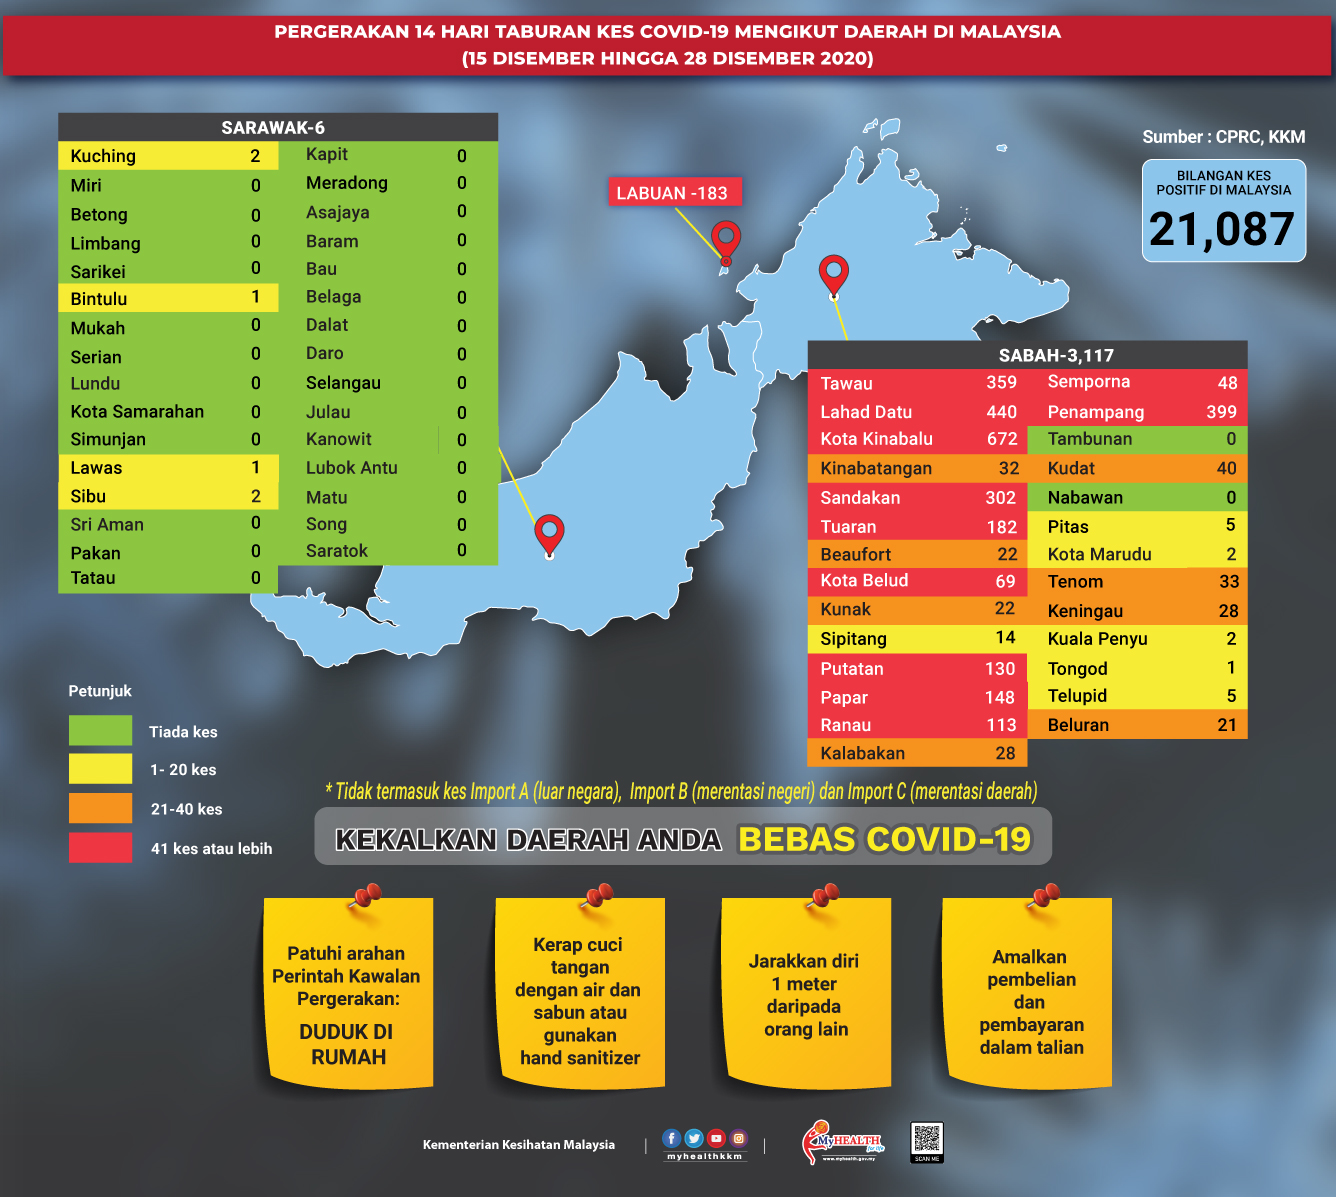 PERGERAKAN 14 HARI TABURAN KES COVID-19 MENGIKUT DAERAH DI MALAYSIA
(15 DISEMBER HINGGA 28 DISEMBER 2020)
Sumber : CPRC, KKM
BILANGAN KES
POSITIF DI MALAYSIA
21,087
LABUAN -183
SARAWAK-6
Kuching 2 Kapit 0
Miri 0 Meradong 0
Betong 0 Asajaya 0
Limbang 0 Baram 0
Sarikei 0 Bau 0
Bintulu 1 Belaga 0
Mukah 0 Dalat 0
Serian 0 Daro 0
Lundu 0 Selangau 0
Kota Samarahan 0 Julau 0
Simunjan 0 Kanowit 0
Lawas 1 Lubok Antu 0
Sibu 2 Matu 0
Sri Aman 0 Song 0
Pakan 0 Saratok 0
Tatau 0
SABAH-3,117
Tawau 359 Semporna 48
Lahad Datu 440 Penampang 399
Kota Kinabalu 672 Tambunan 0
Kinabatangan 32 Kudat 40
Sandakan 302 Nabawan 0
Tuaran 182 Pitas 5
Beaufort 22 Kota Marudu 2
Kota Belud 69 Tenom 33
Kunak 22 Keningau 28
Sipitang 14 Kuala Penyu 2
Putatan 130 Tongod 1
Papar 148 Telupid 5
Ranau 113 Beluran 21
Kalabakan 28
Petunjuk
Tiada kes
1- 20 kes
21-40 kes
41 kes atau lebih
* Tidak termasuk kes Import A (luar negara), Import B (merentasi negeri) dan Import C (merentasi daerah)
KEKALKAN DAERAH ANDA BEBAS COVID-19
Patuhi arahan
Perintah Kawalan
Pergerakan:
DUDUK DI
RUMAH
Kerap cuci
tangan
dengan air dan
sabun atau
gunakan
hand sanitizer
Jarakkan diri
1 meter
daripada
orang lain
Amalkan
pembelian
dan
pembayaran
dalam talian
Kementerian Kesihatan Malaysia
myhealthkkm
MyHEALTH
for life
www.myhealth.gov.my
SCAN ME